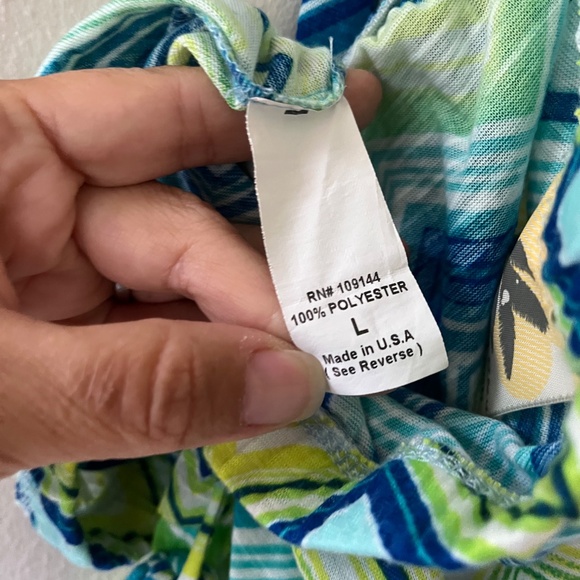 RN# 109144
100% POLYESTER
L
Made in U.S.A
( See Reverse )